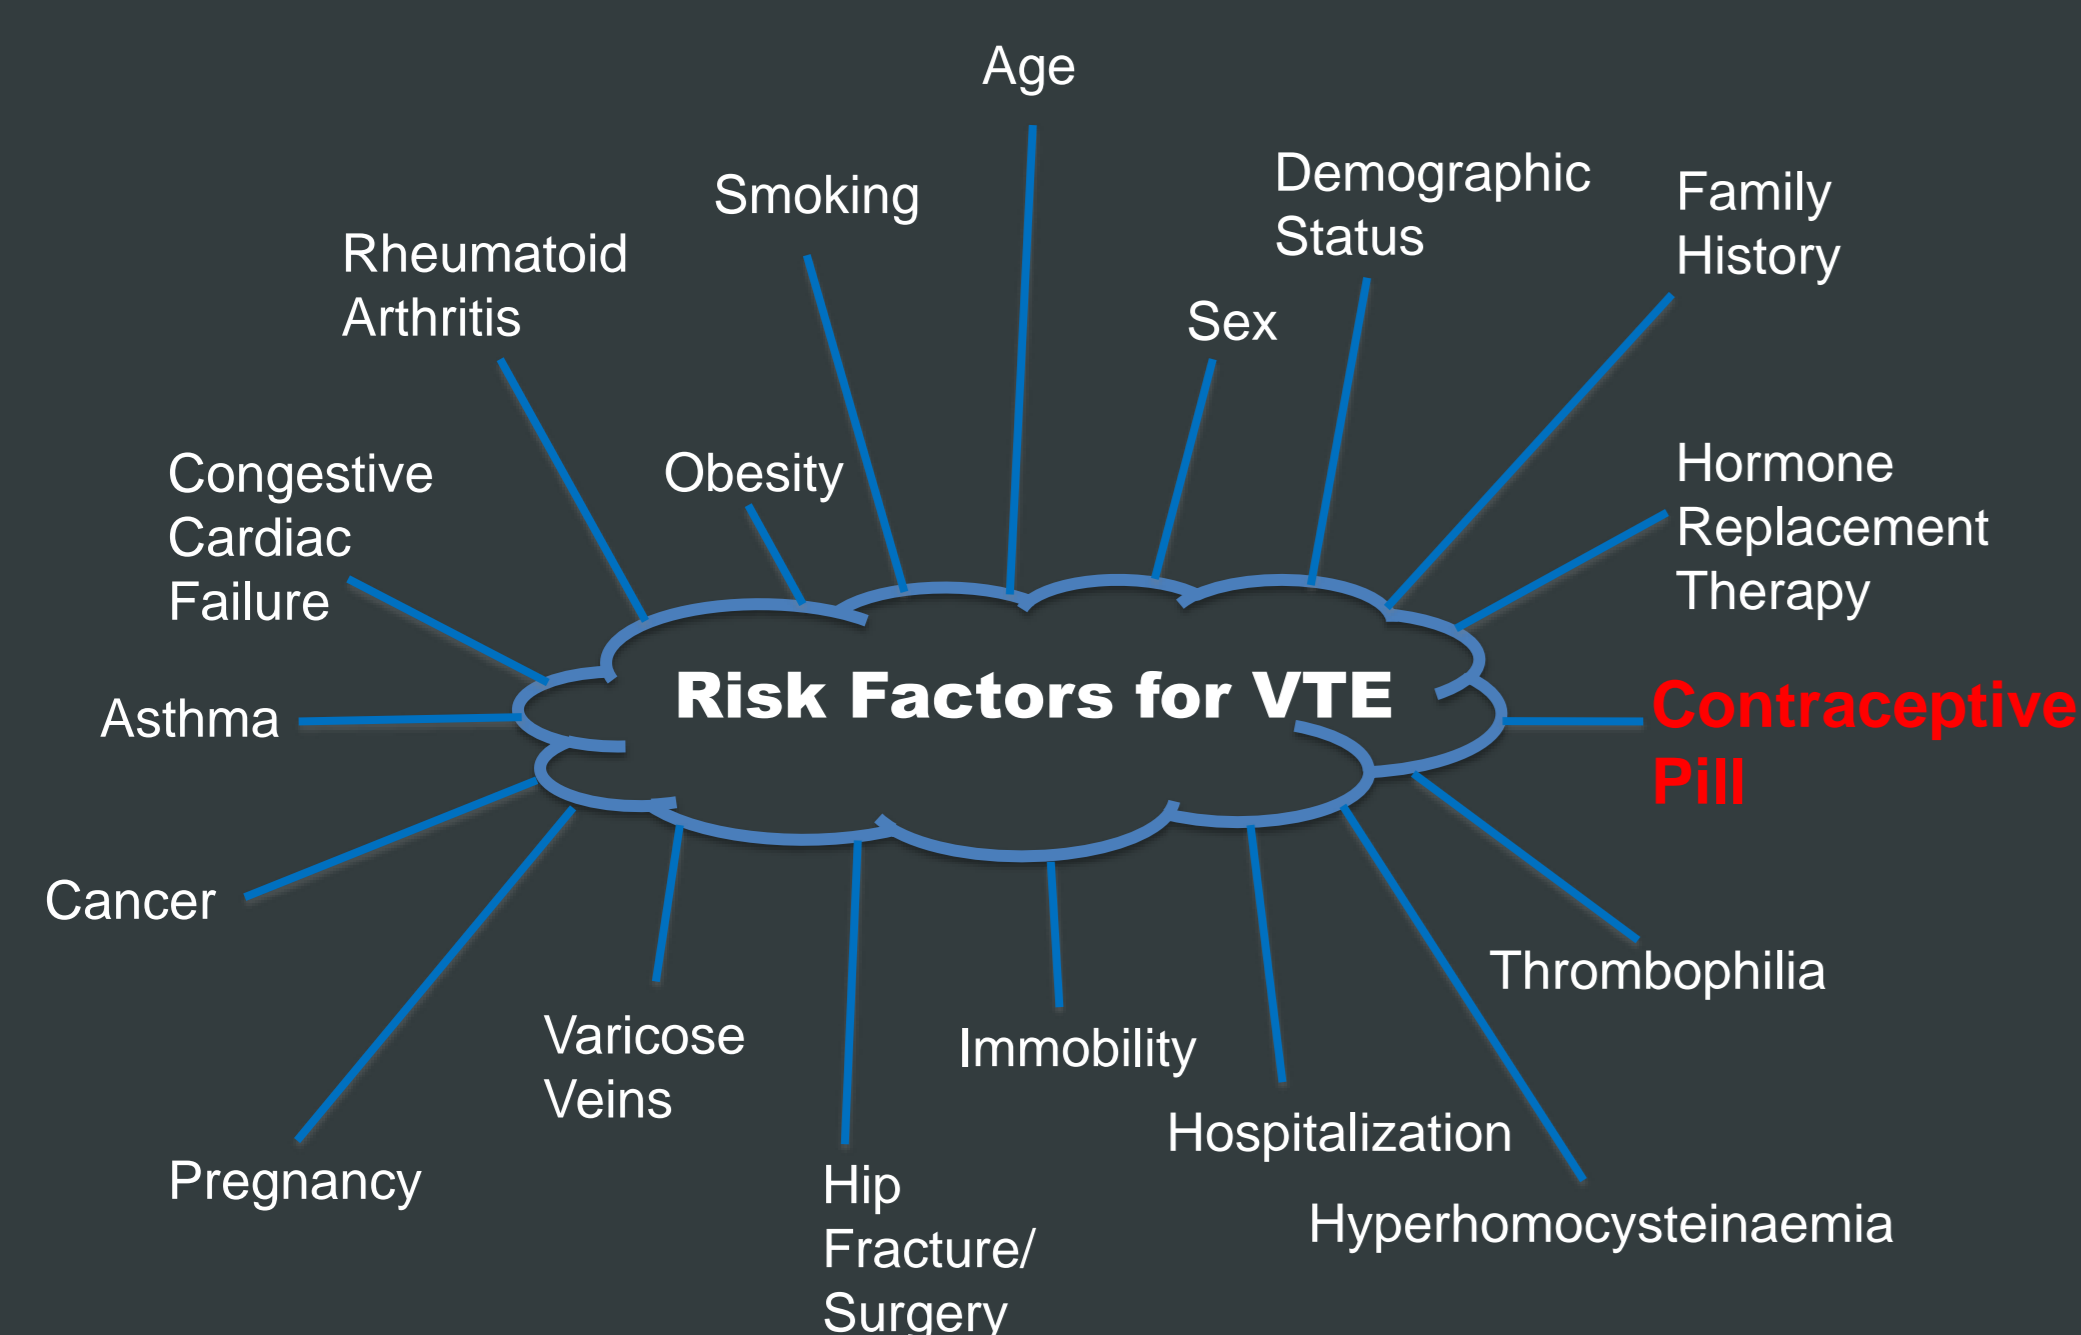 Age
Smoking
Demographic
Status
Family
History
Rheumatoid
Arthritis
Sex
Congestive
Cardiac
Failure
Obesity
Hormone
Replacement
Therapy
Risk Factors for VTE
Contraceptive
Pill
Asthma
Cancer
Thrombophilia
Varicose
Veins
Immobility
Hospitalization
Pregnancy
Hip
Fracture/
Surgery
Hyperhomocysteinaemia